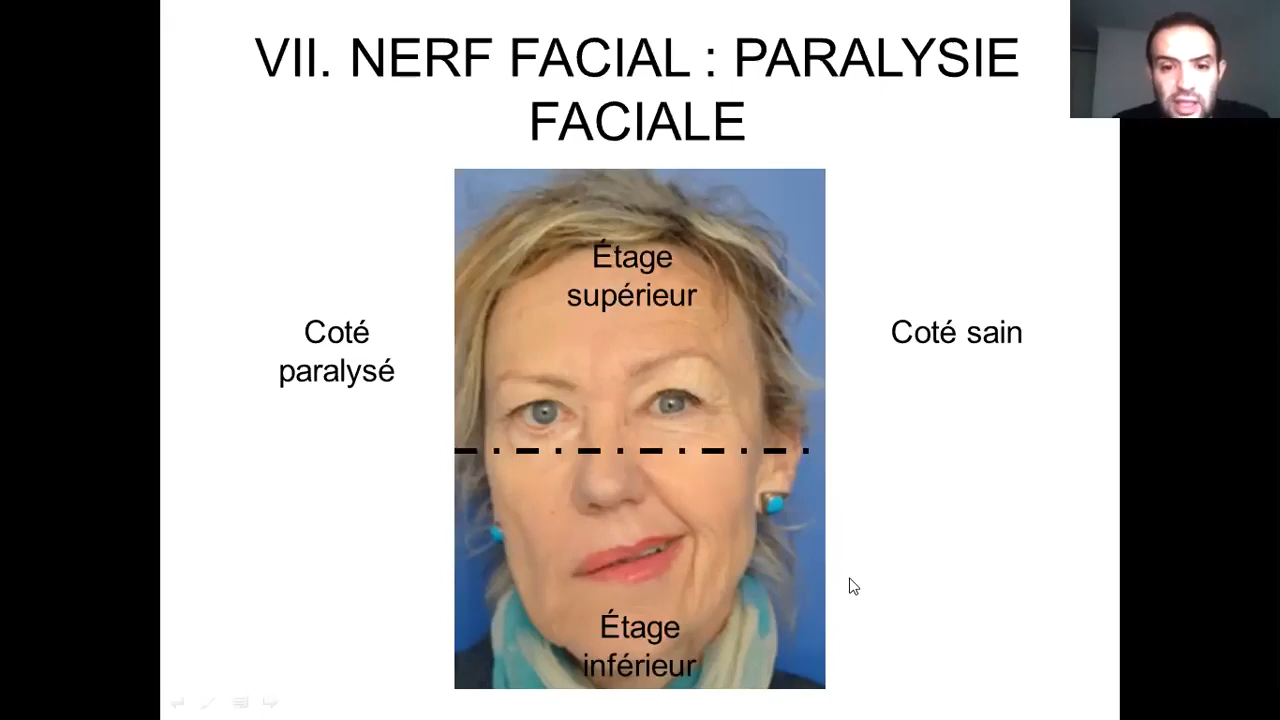 VII. NERF FACIAL : PARALYSIE
FACIALE
Étage
supérieur
Coté
paralysé
Coté sain
Étage
inférieur